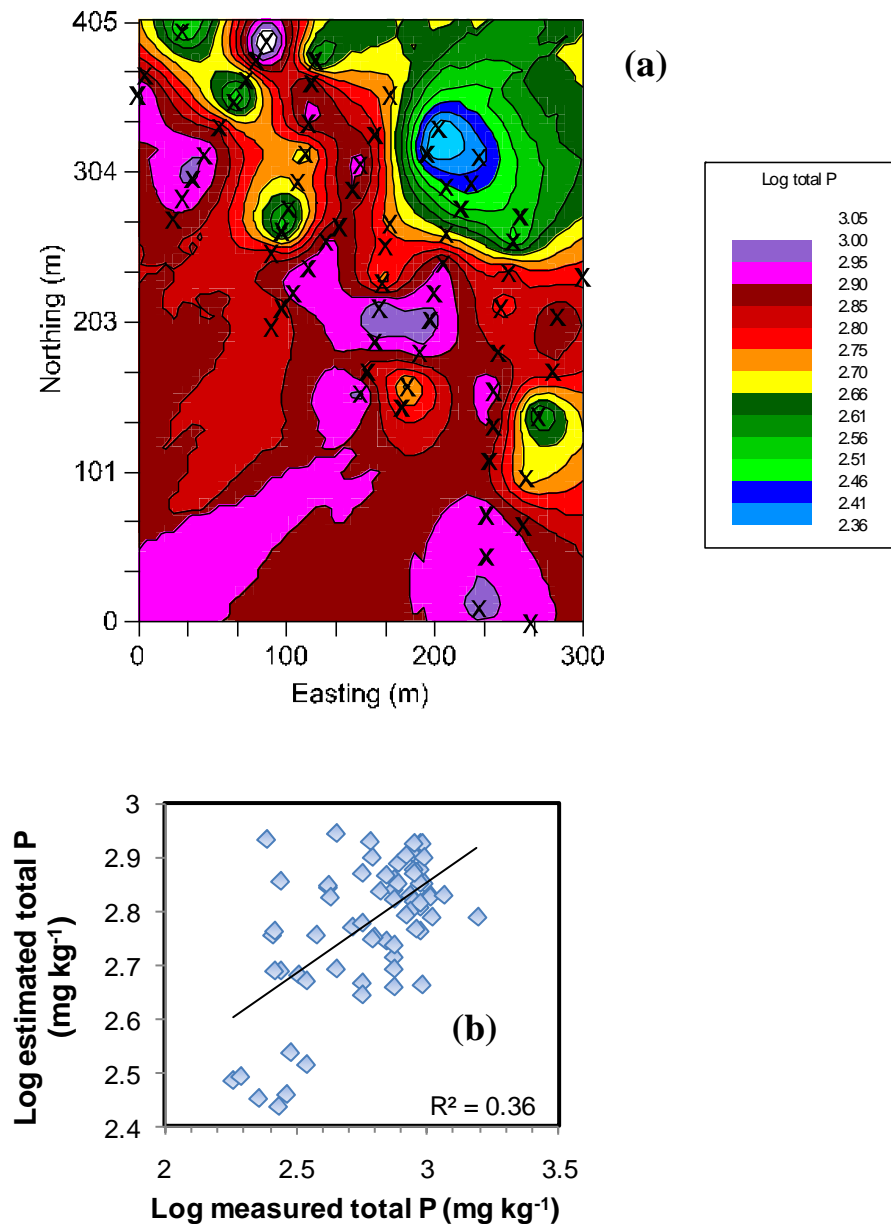 (a)
405
304
203
101
0
Northing (m)
0 100 200 300
Easting (m)
Log total P
3.05
3.00
2.95
2.90
2.85
2.80
2.75
2.70
2.66
2.61
2.56
2.51
2.46
2.41
2.36
3
2.9
2.8
2.7
2.6
2.5
2.4
Log estimated total P
(mg kg⁻¹)
(b)
R² = 0.36
2 2.5 3 3.5
Log measured total P (mg kg⁻¹)